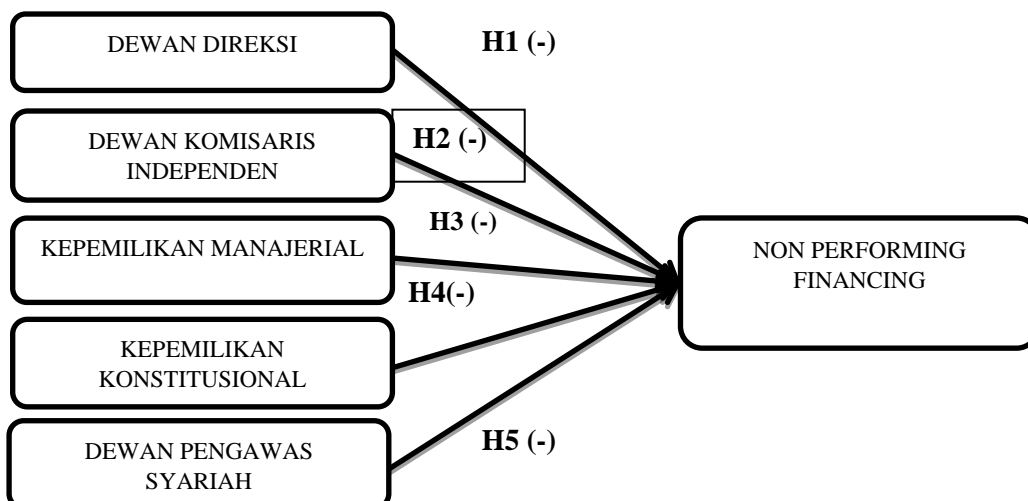 DEWAN DIREKSI
H1 (-)
DEWAN KOMISARIS
INDEPENDEN
H2 (-)
KEPEMILIKAN MANAJERIAL
H3 (-)
NON PERFORMING
FINANCING
H4(-)
KEPEMILIKAN
KONSTITUSIONAL
DEWAN PENGAWAS
SYARIAH
H5 (-)